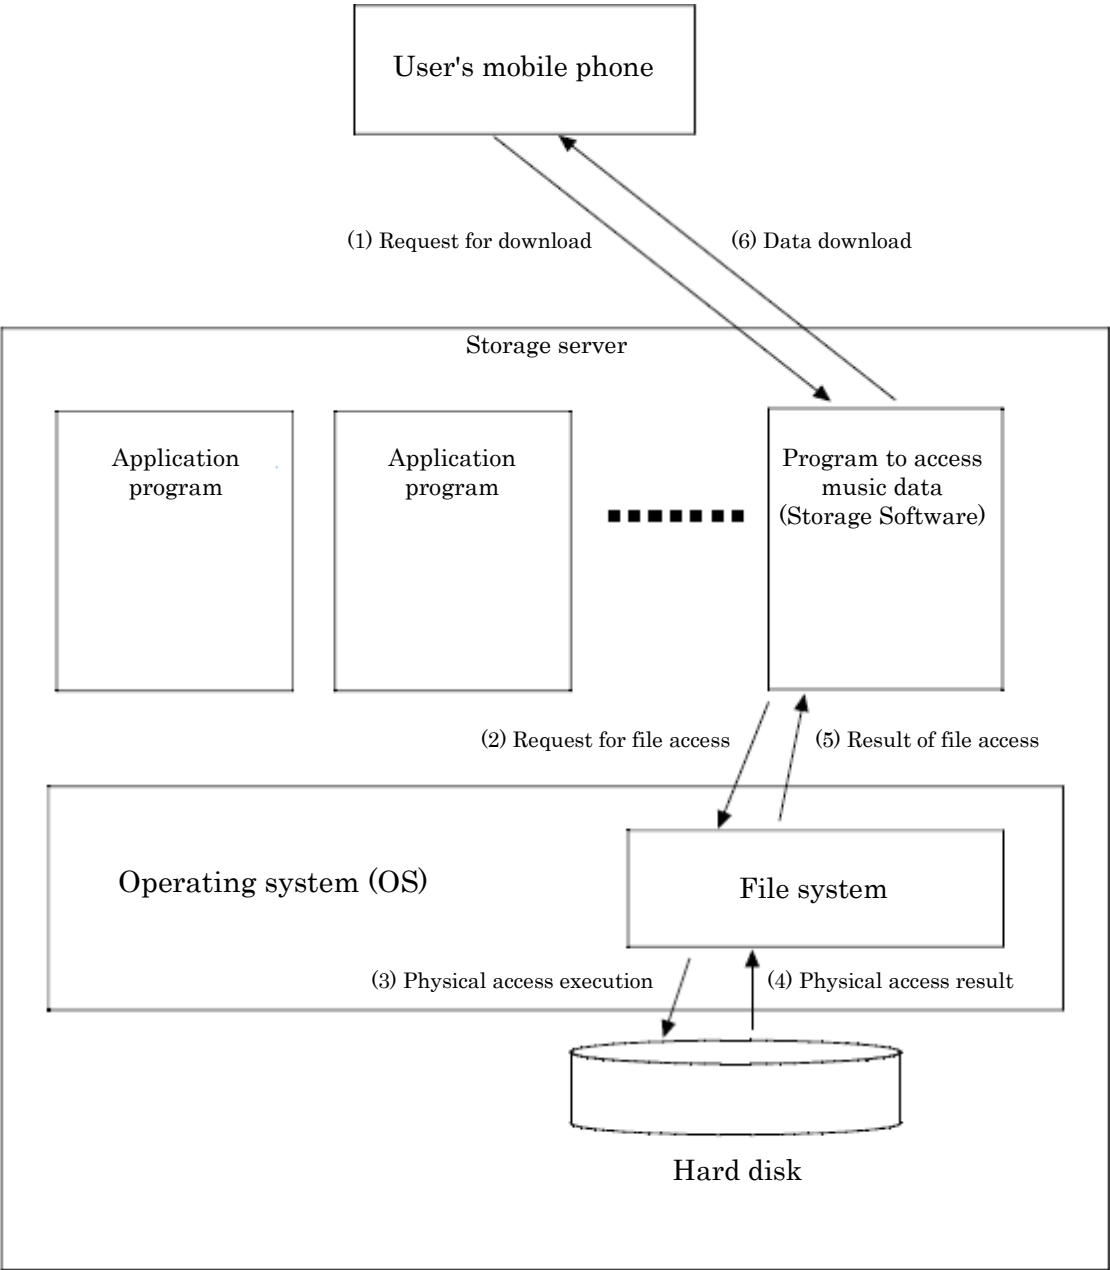 User's mobile phone
(1) Request for download
(6) Data download
Storage server
Application
program
Application
program
Program to access
music data
(Storage Software)
(2) Request for file access
(5) Result of file access
Operating system (OS)
File system
(3) Physical access execution
(4) Physical access result
Hard disk